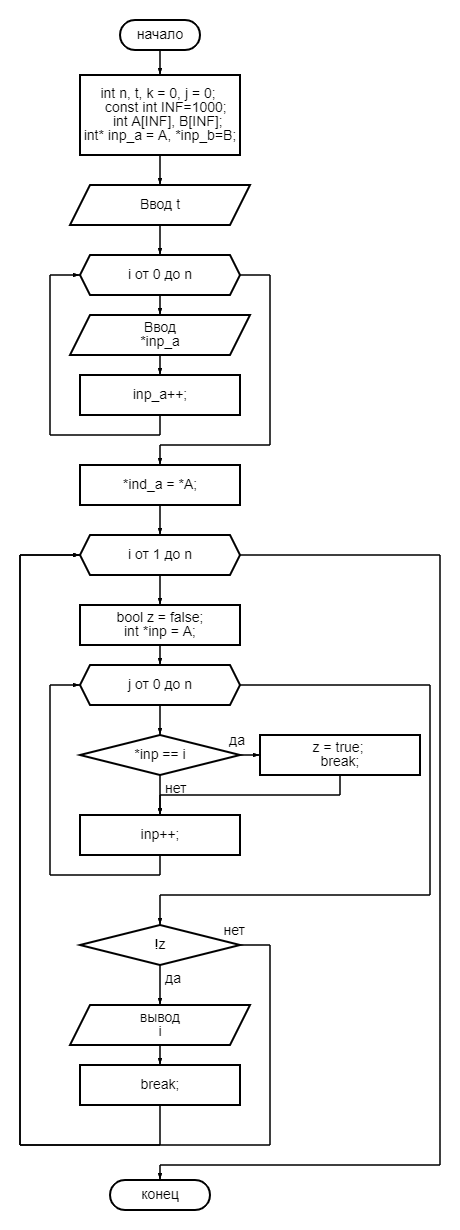 начало
int n, t, k = 0, j = 0;
const int INF=1000;
int A[INF], B[INF];
int* inp_a = A, *inp_b=B;
Ввод t
i от 0 до n
Ввод
*inp_a
inp_a++;
*ind_a = *A;
i от 1 до n
bool z = false;
int *inp = A;
j от 0 до n
*inp == i
да
z = true;
break;
нет
inp++;
!z
нет
да
вывод
i
break;
конец